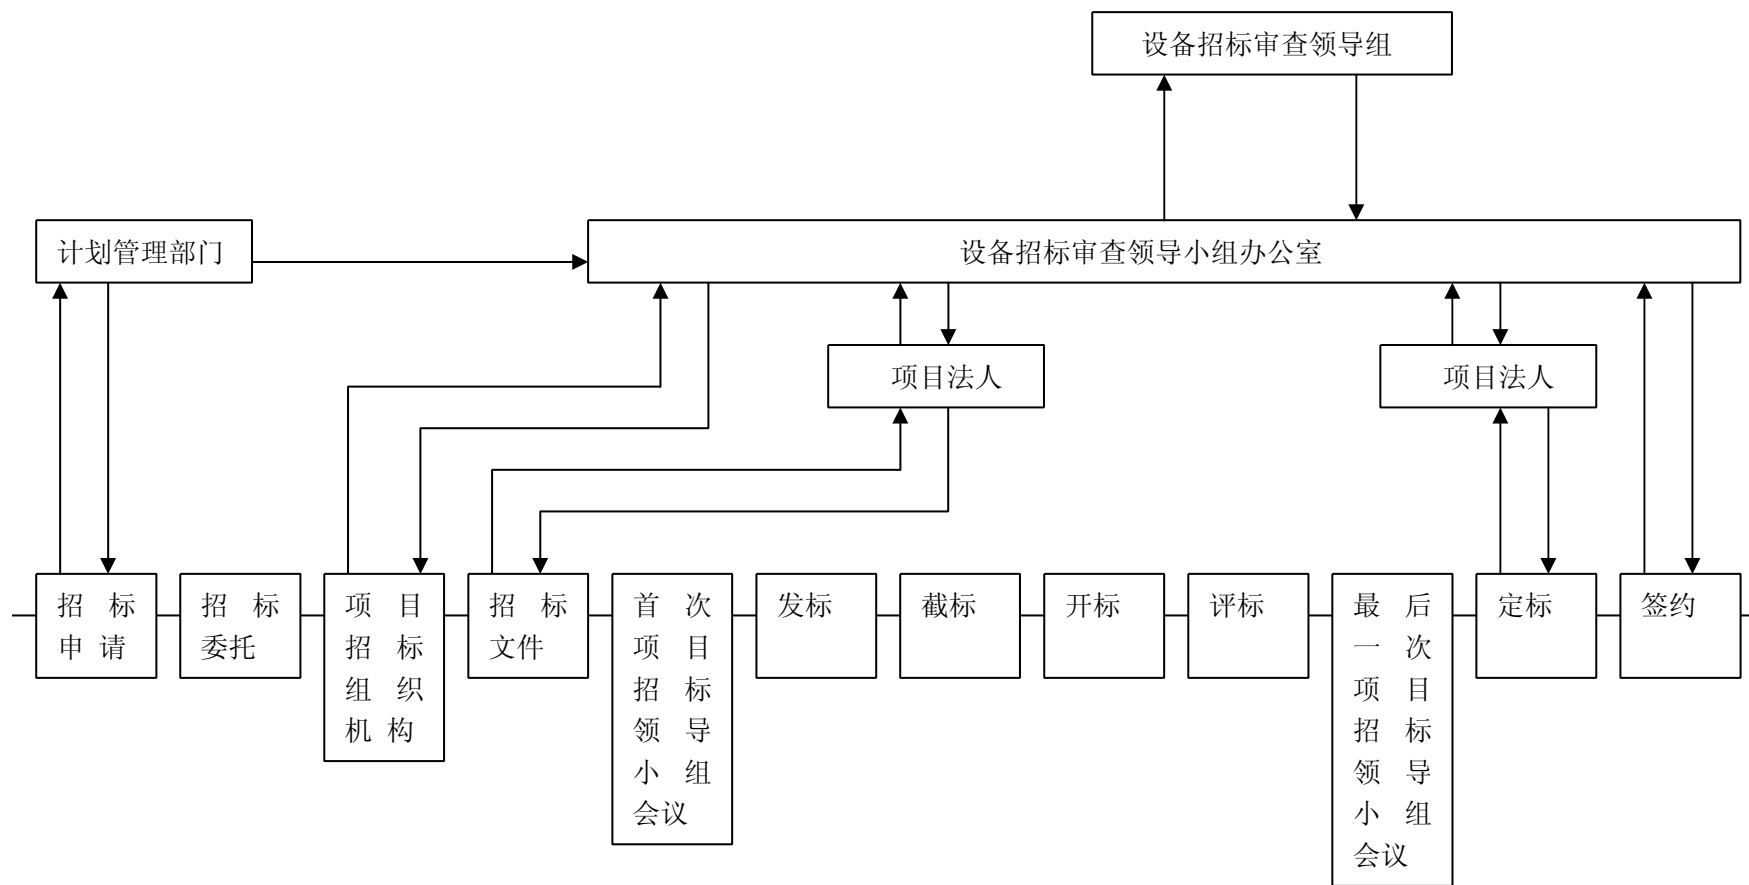 设备招标审查领导组
计划管理部门
设备招标审查领导小组办公室
项目法人
项目法人
招 标
申 请
招 标
委托
项 目
招 标
组 织
机 构
招 标
文件
首 次
项 目
招 标
领 导
小 组
会议
发标
截标
开标
评标
最 后
一 次
项 目
招 标
领 导
小 组
会议
定标
签约